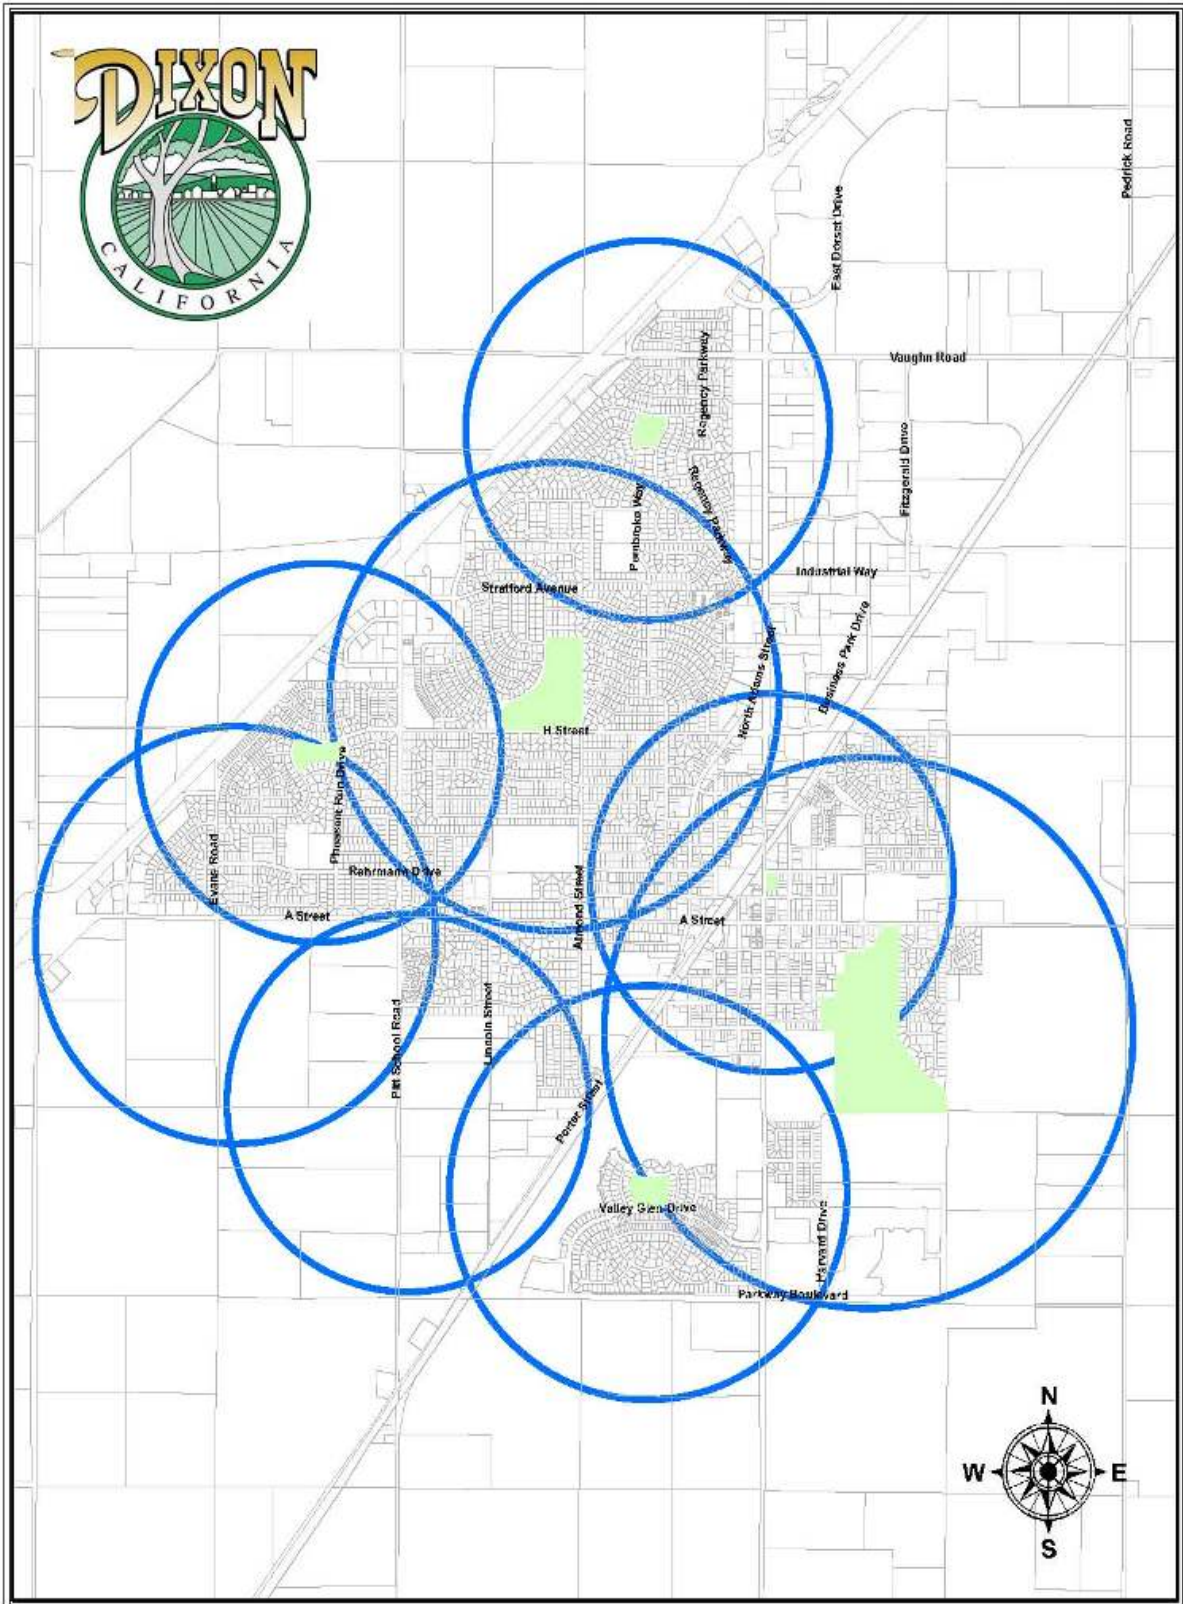 DIXON
CALIFORNIA
Pedrick Road
East Dorset Drive
Vaughn Road
Regency Parkway
Fitzgerald Drive
Regency Parkway
Pembroke Way
Industrial Way
Stratford Avenue
Business Park Drive
North Adams Street
H Street
Pheasant Run Drive
Evans Road
Rehrmann Drive
Almond Street
A Street
A Street
Lincoln Street
Pitt School Road
Porter Street
Valley Glen Drive
Harvard Drive
Parkway Boulevard
N
W
E
S